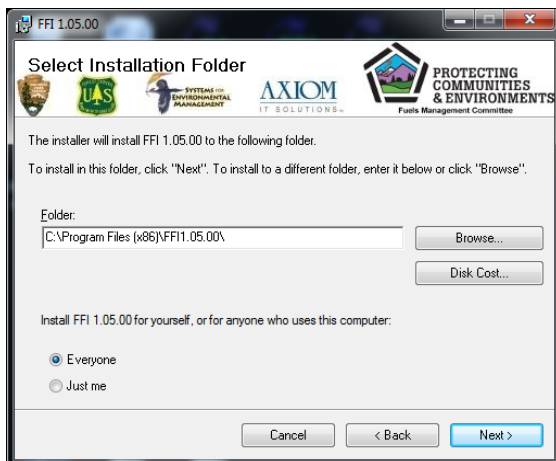 FFI 1.05.00
Select Installation Folder
U S
SYSTEMS FOR
ENVIRONMENTAL
MANAGEMENT
AXIOM
IT SOLUTIONS
PROTECTING
COMMUNITIES
& ENVIRONMENTS
Fuels Management Committee
The installer will install FFI 1.05.00 to the following folder.
To install in this folder, click "Next". To install to a different folder, enter it below or click "Browse".
Folder:
C:\Program Files (x86)\FFI1.05.00\
Browse...
Disk Cost...
Install FFI 1.05.00 for yourself, or for anyone who uses this computer:
Everyone
Just me
Cancel
< Back
Next >